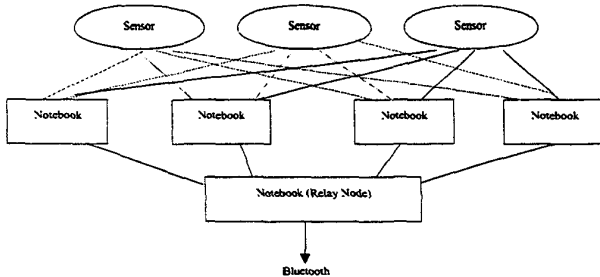 Sensor
Sensor
Sensor
Notebook
Notebook
Notebook
Notebook
Notebook (Relay Node)
Bluetooth